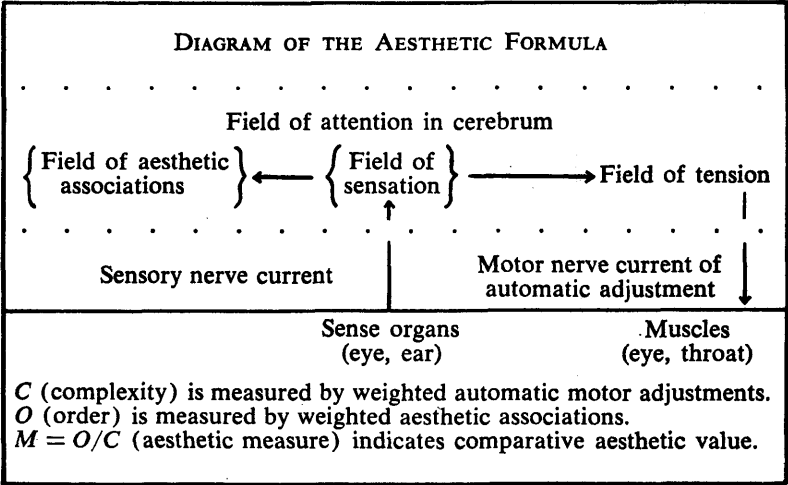 DIAGRAM OF THE AESTHETIC FORMULA
Field of attention in cerebrum
Field of aesthetic associations
Field of sensation
Field of tension
Sensory nerve current
Motor nerve current of
automatic adjustment
Sense organs
(eye, ear)
Muscles
(eye, throat)
C (complexity) is measured by weighted automatic motor adjustments.
O (order) is measured by weighted aesthetic associations.
M = O/C (aesthetic measure) indicates comparative aesthetic value.